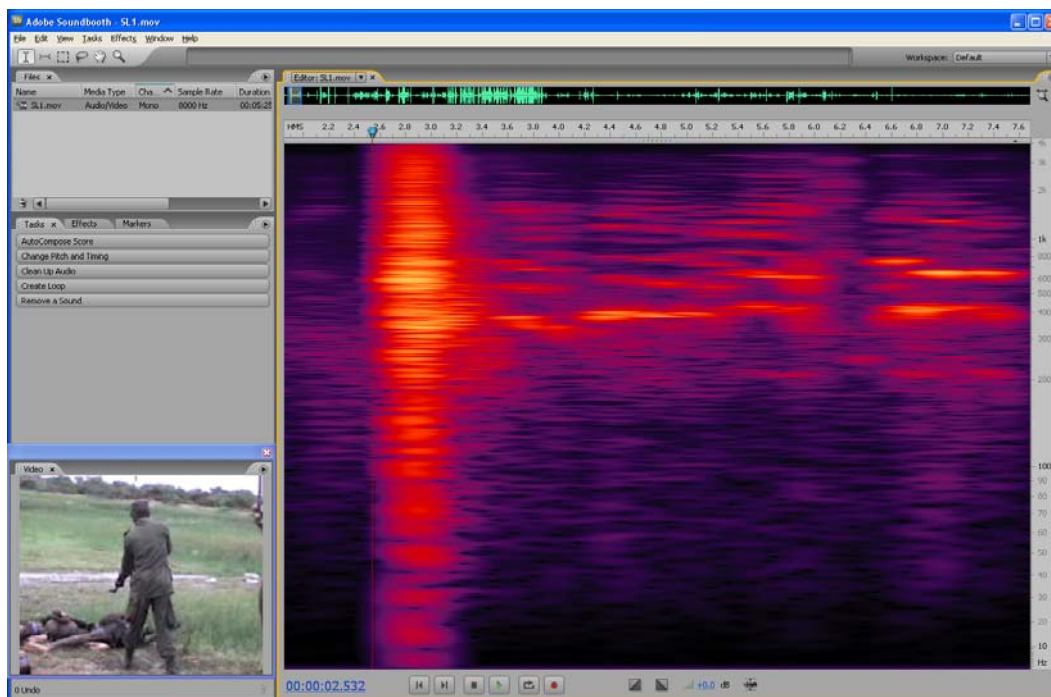 Adobe Soundbooth - SL1.mov
File Edit View Tasks Effects Window Help
Workspace: Default
Files
Name Media Type Cha... Sample Rate Duration
SL1.mov Audio/Video Mono 8000 Hz 00:05:25
Tasks Effects Markers
AutoCompose Score
Change Pitch and Timing
Clean Up Audio
Create Loop
Remove a Sound
Video
0 Undo
Editor: SL1.mov
HMS 2.2 2.4 2.6 2.8 3.0 3.2 3.4 3.6 3.8 4.0 4.2 4.4 4.6 4.8 5.0 5.2 5.4 5.6 5.8 6.0 6.2 6.4 6.6 6.8 7.0 7.2 7.4 7.6
4k
3k
2k
1k
800
600
400
300
200
100
90
80
70
60
50
40
30
20
10
Hz
00:00:02.532
+0.0 dB